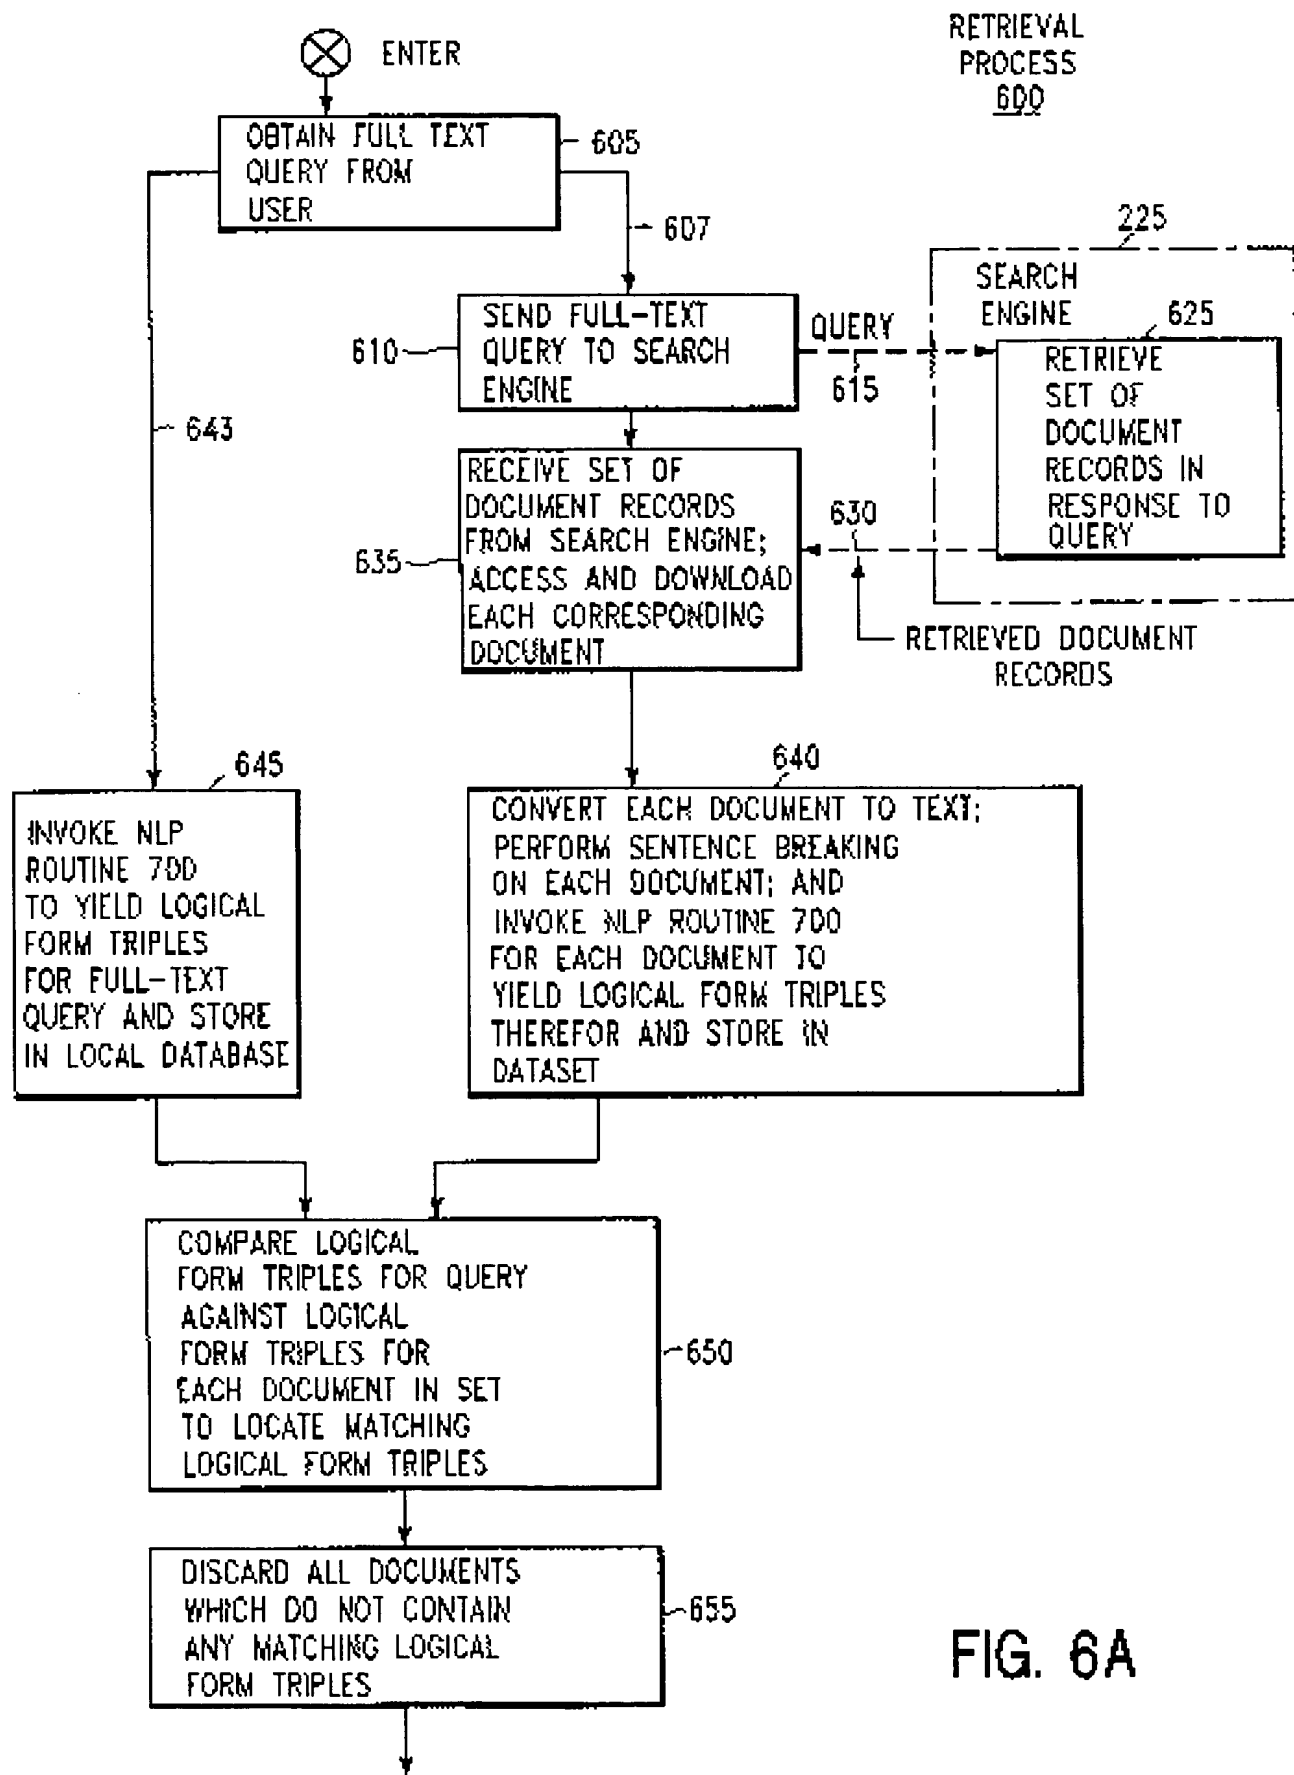 ENTER
RETRIEVAL
PROCESS
600
OBTAIN FULL TEXT
QUERY FROM
USER
605
607
643
SEND FULL-TEXT
QUERY TO SEARCH
ENGINE
610
QUERY
615
225
SEARCH
ENGINE
625
RETRIEVE
SET OF
DOCUMENT
RECORDS IN
RESPONSE TO
QUERY
RECEIVE SET OF
DOCUMENT RECORDS
FROM SEARCH ENGINE;
ACCESS AND DOWNLOAD
EACH CORRESPONDING
DOCUMENT
635
630
RETRIEVED DOCUMENT
RECORDS
645
INVOKE NLP
ROUTINE 700
TO YIELD LOGICAL
FORM TRIPLES
FOR FULL-TEXT
QUERY AND STORE
IN LOCAL DATABASE
640
CONVERT EACH DOCUMENT TO TEXT;
PERFORM SENTENCE BREAKING
ON EACH DOCUMENT; AND
INVOKE NLP ROUTINE 700
FOR EACH DOCUMENT TO
YIELD LOGICAL FORM TRIPLES
THEREFOR AND STORE IN
DATASET
COMPARE LOGICAL
FORM TRIPLES FOR QUERY
AGAINST LOGICAL
FORM TRIPLES FOR
EACH DOCUMENT IN SET
TO LOCATE MATCHING
LOGICAL FORM TRIPLES
650
DISCARD ALL DOCUMENTS
WHICH DO NOT CONTAIN
ANY MATCHING LOGICAL
FORM TRIPLES
655
FIG. 6A